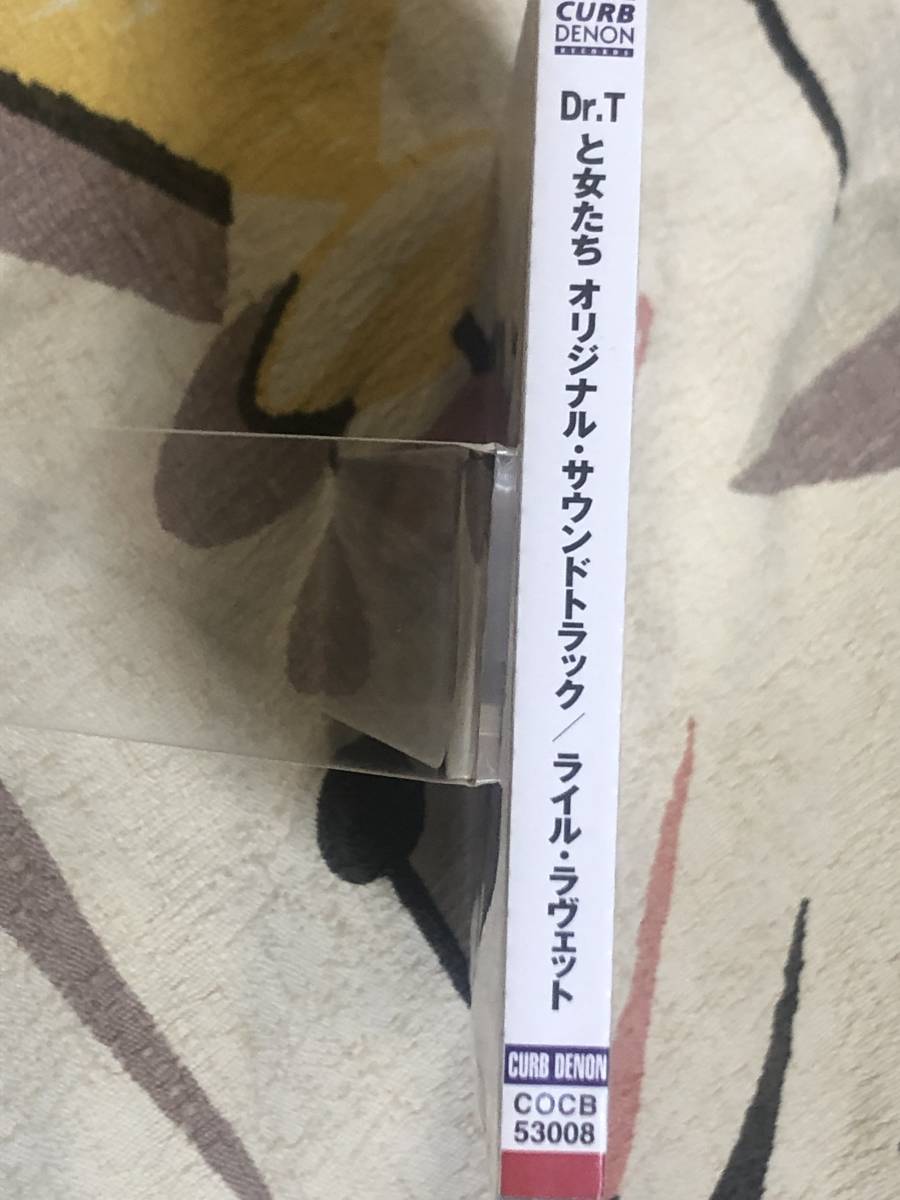 CURB
DENON
RECORDS
Dr.T と女たち オリジナル・サウンドトラック／ライル・ラヴェット
CURB DENON
COCB
53008